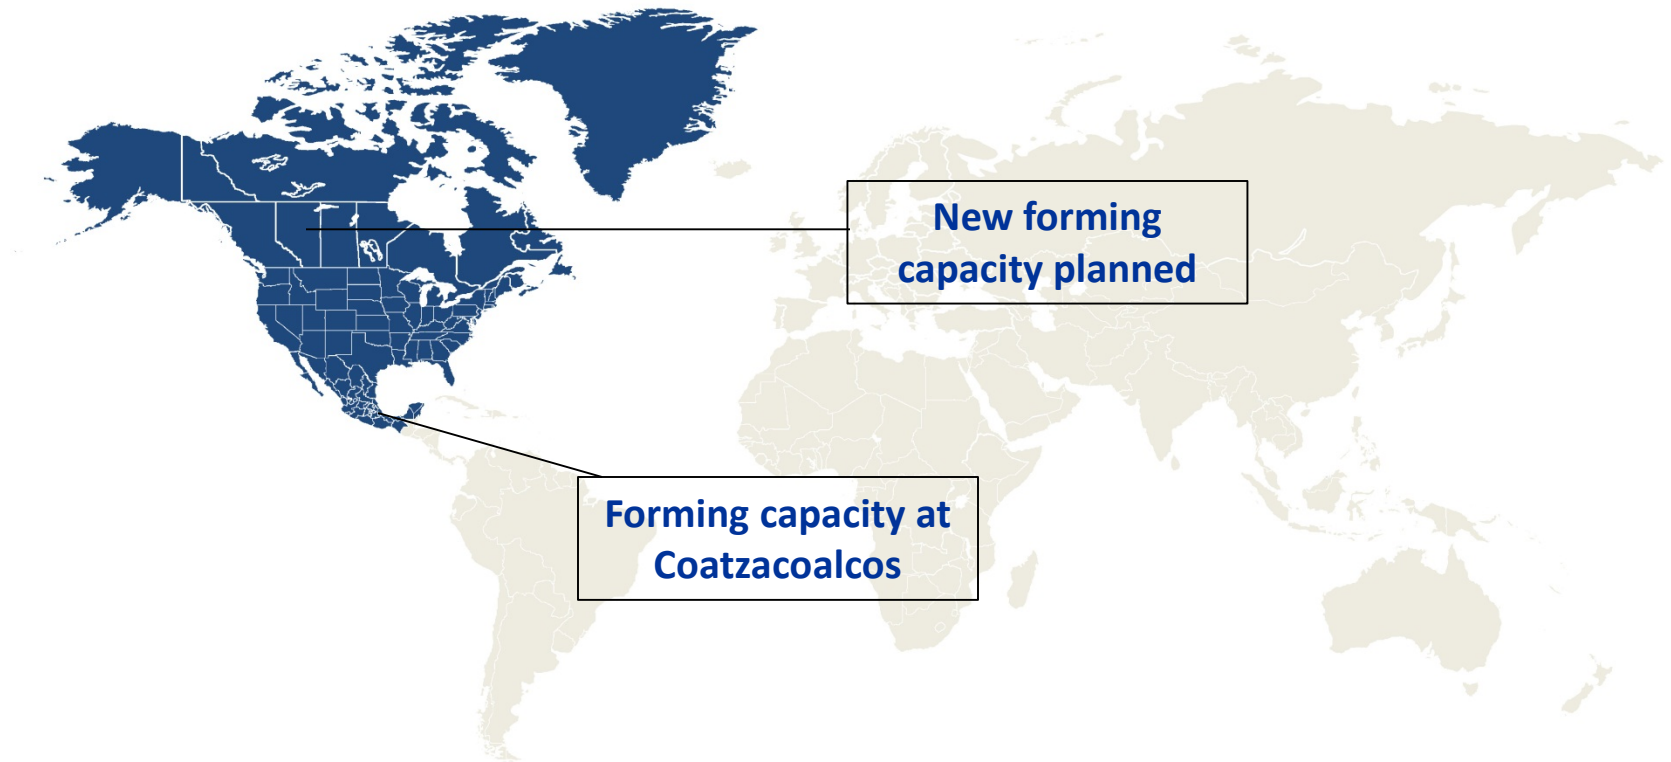 New forming
capacity planned
Forming capacity at
Coatzacoalcos